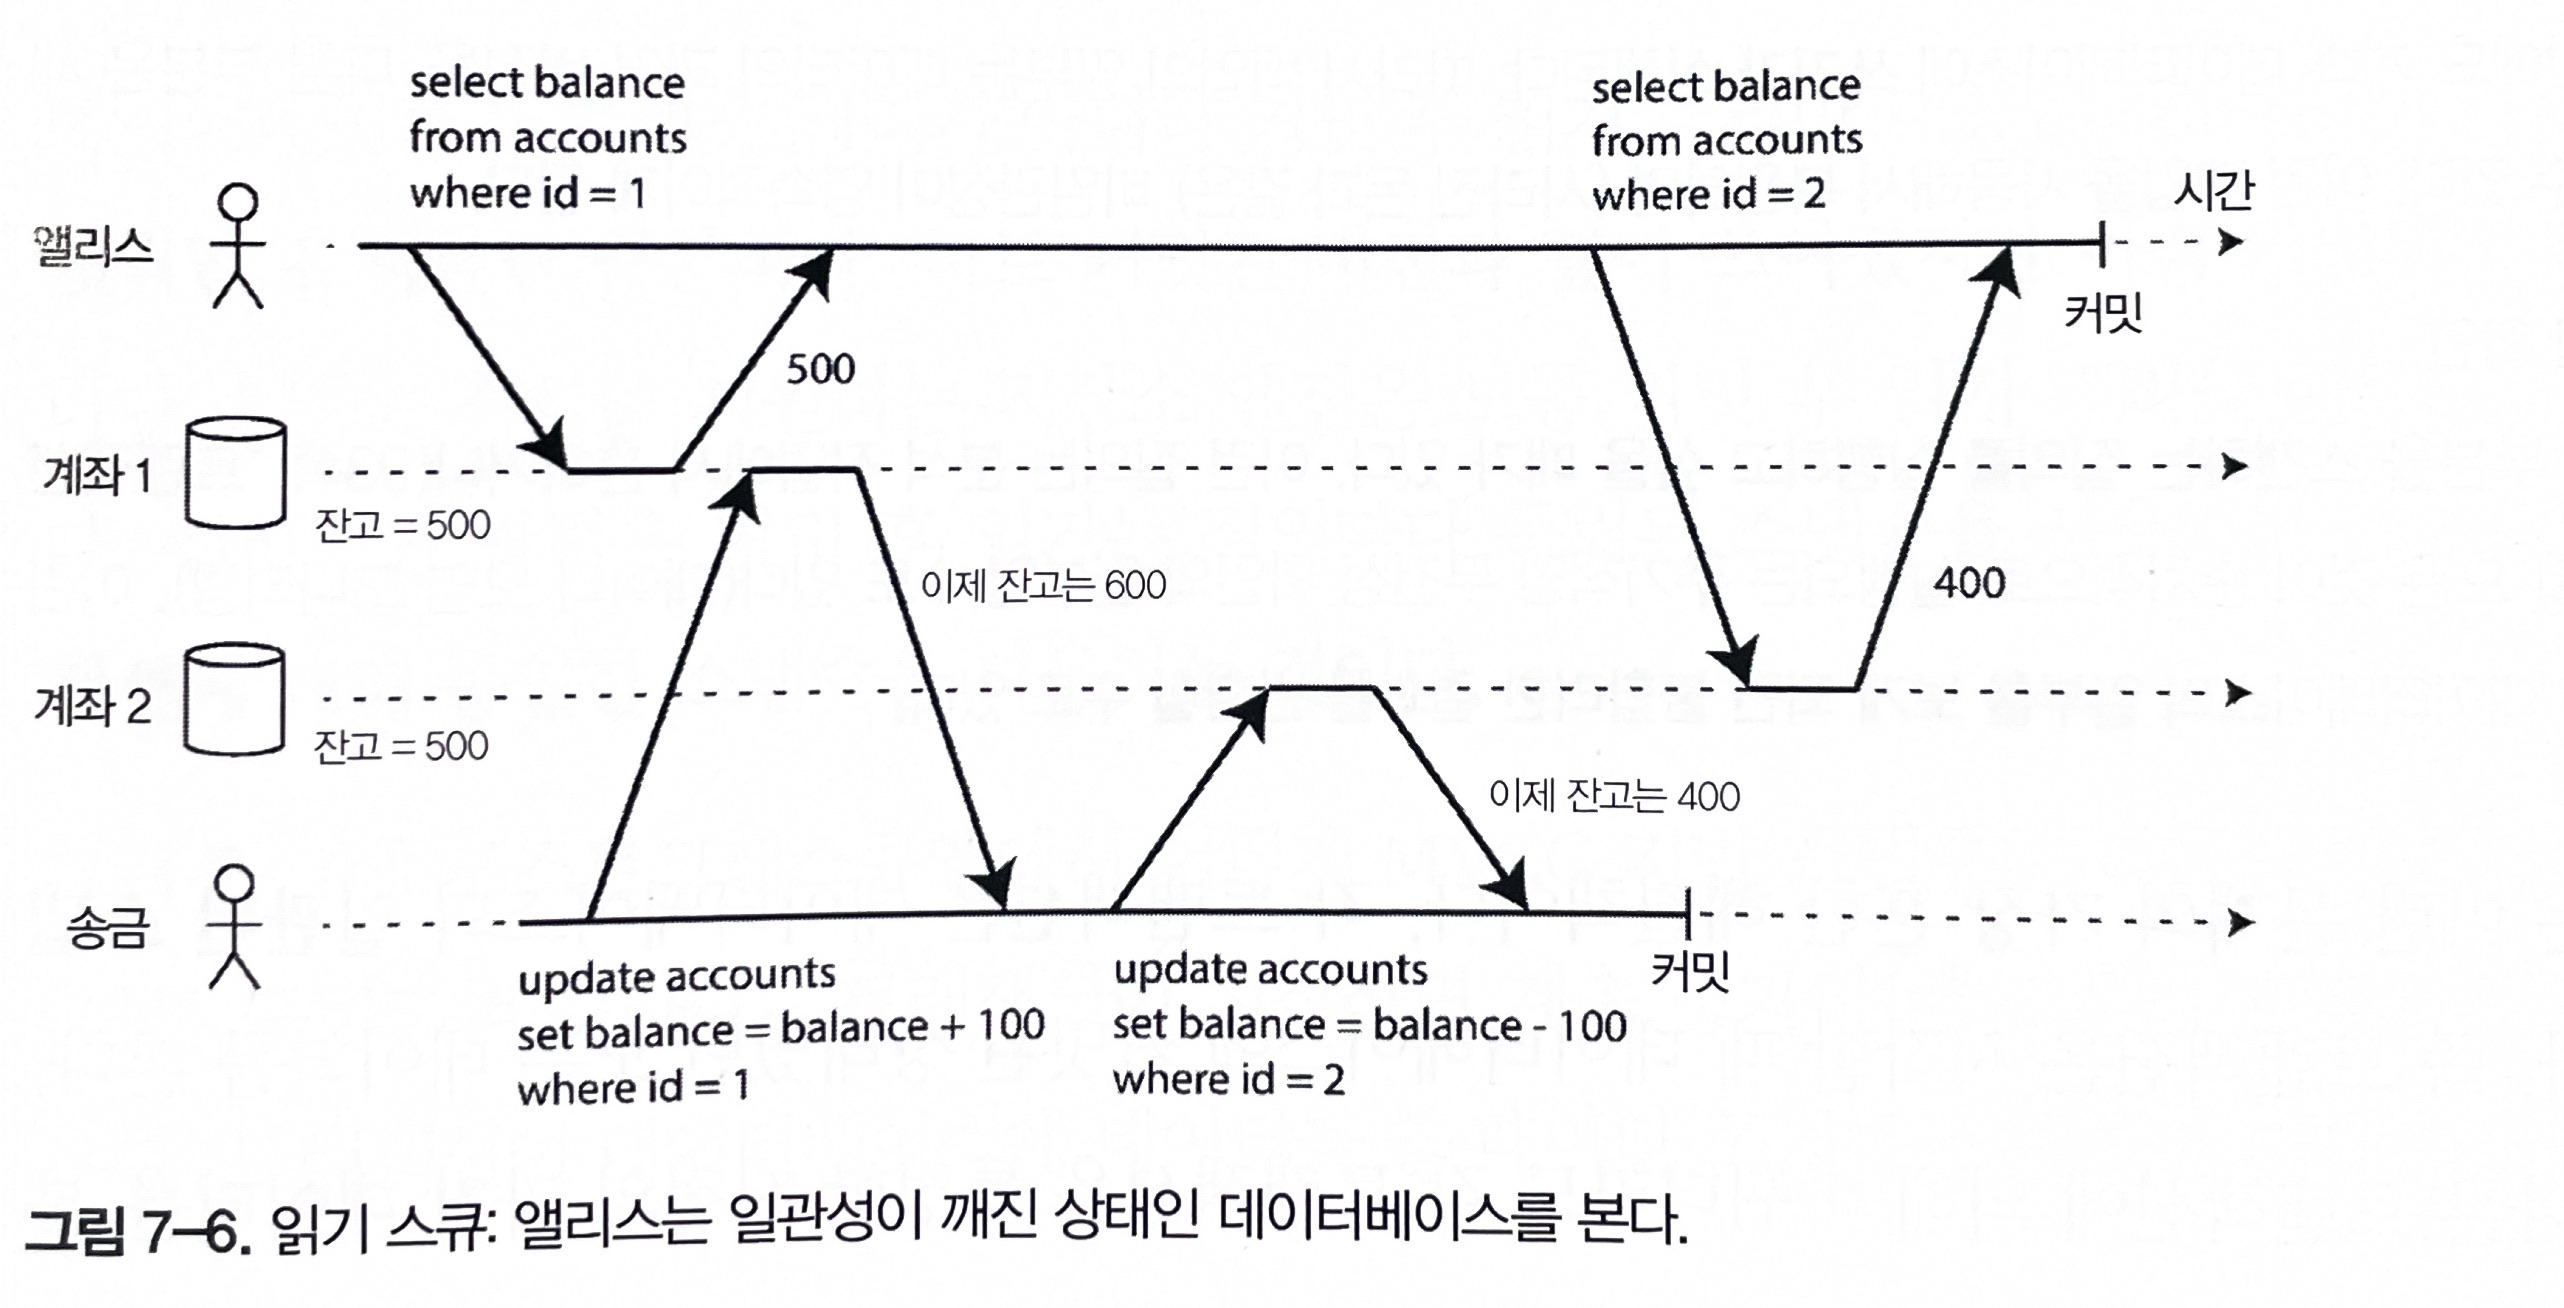 select balance
from accounts
where id = 1
select balance
from accounts
where id = 2
시간
앨리스
커밋
500
계좌 1
잔고 = 500
이제 잔고는 600
400
계좌 2
잔고 = 500
이제 잔고는 400
송금
커밋
update accounts
set balance = balance + 100
where id = 1
update accounts
set balance = balance - 100
where id = 2
그림 7-6. 읽기 스큐: 앨리스는 일관성이 깨진 상태인 데이터베이스를 본다.